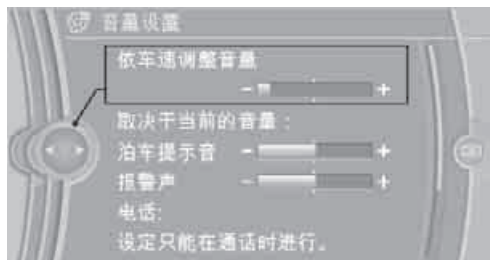 音量设置
依车速调整音量
- +
取决于当前的音量：
泊车提示音 - +
报警声 - +
电话:
设定只能在通话时进行。